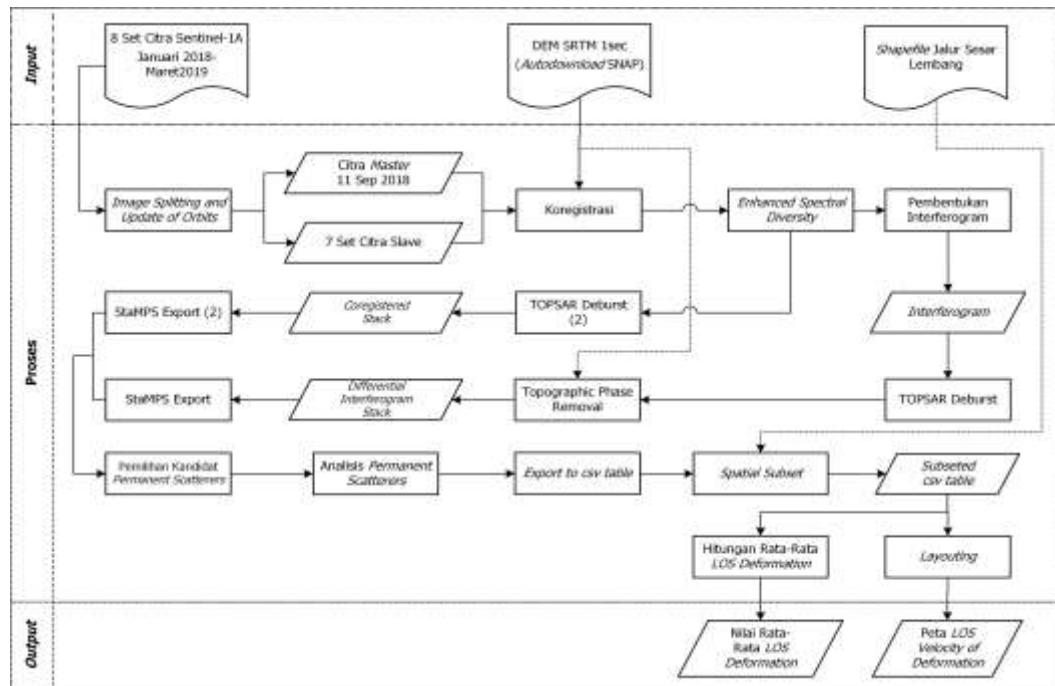 Input
8 Set Citra Sentinel-1A
Januari 2018-
Maret2019
DEM SRTM 1sec
(Autodownload SNAP)
Shapefile Jalur Sesar
Lembang
Proses
Image Splitting and
Update of Orbits
Citra Master
11 Sep 2018
7 Set Citra Slave
Koregistrasi
Enhanced Spectral
Diversity
Pembentukan
Interferogram
StaMPS Export (2)
Coregistered
Stack
TOPSAR Deburst
(2)
Interferogram
StaMPS Export
Differential
Interferogram
Stack
Topographic Phase
Removal
TOPSAR Deburst
Pemilihan Kandidat
Permanent Scatterers
Analisis Permanent
Scatterers
Export to csv table
Spatial Subset
Subseted
csv table
Hitungan Rata-Rata
LOS Deformation
Layouting
Output
Nilai Rata-
Rata LOS
Deformation
Peta LOS
Velocity of
Deformation